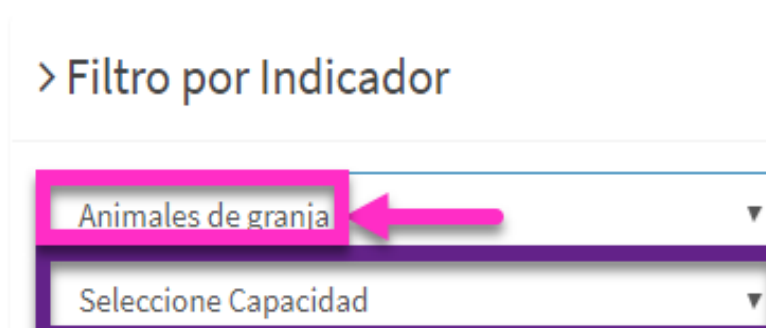 > Filtro por Indicador
Animales de granja
Seleccione Capacidad